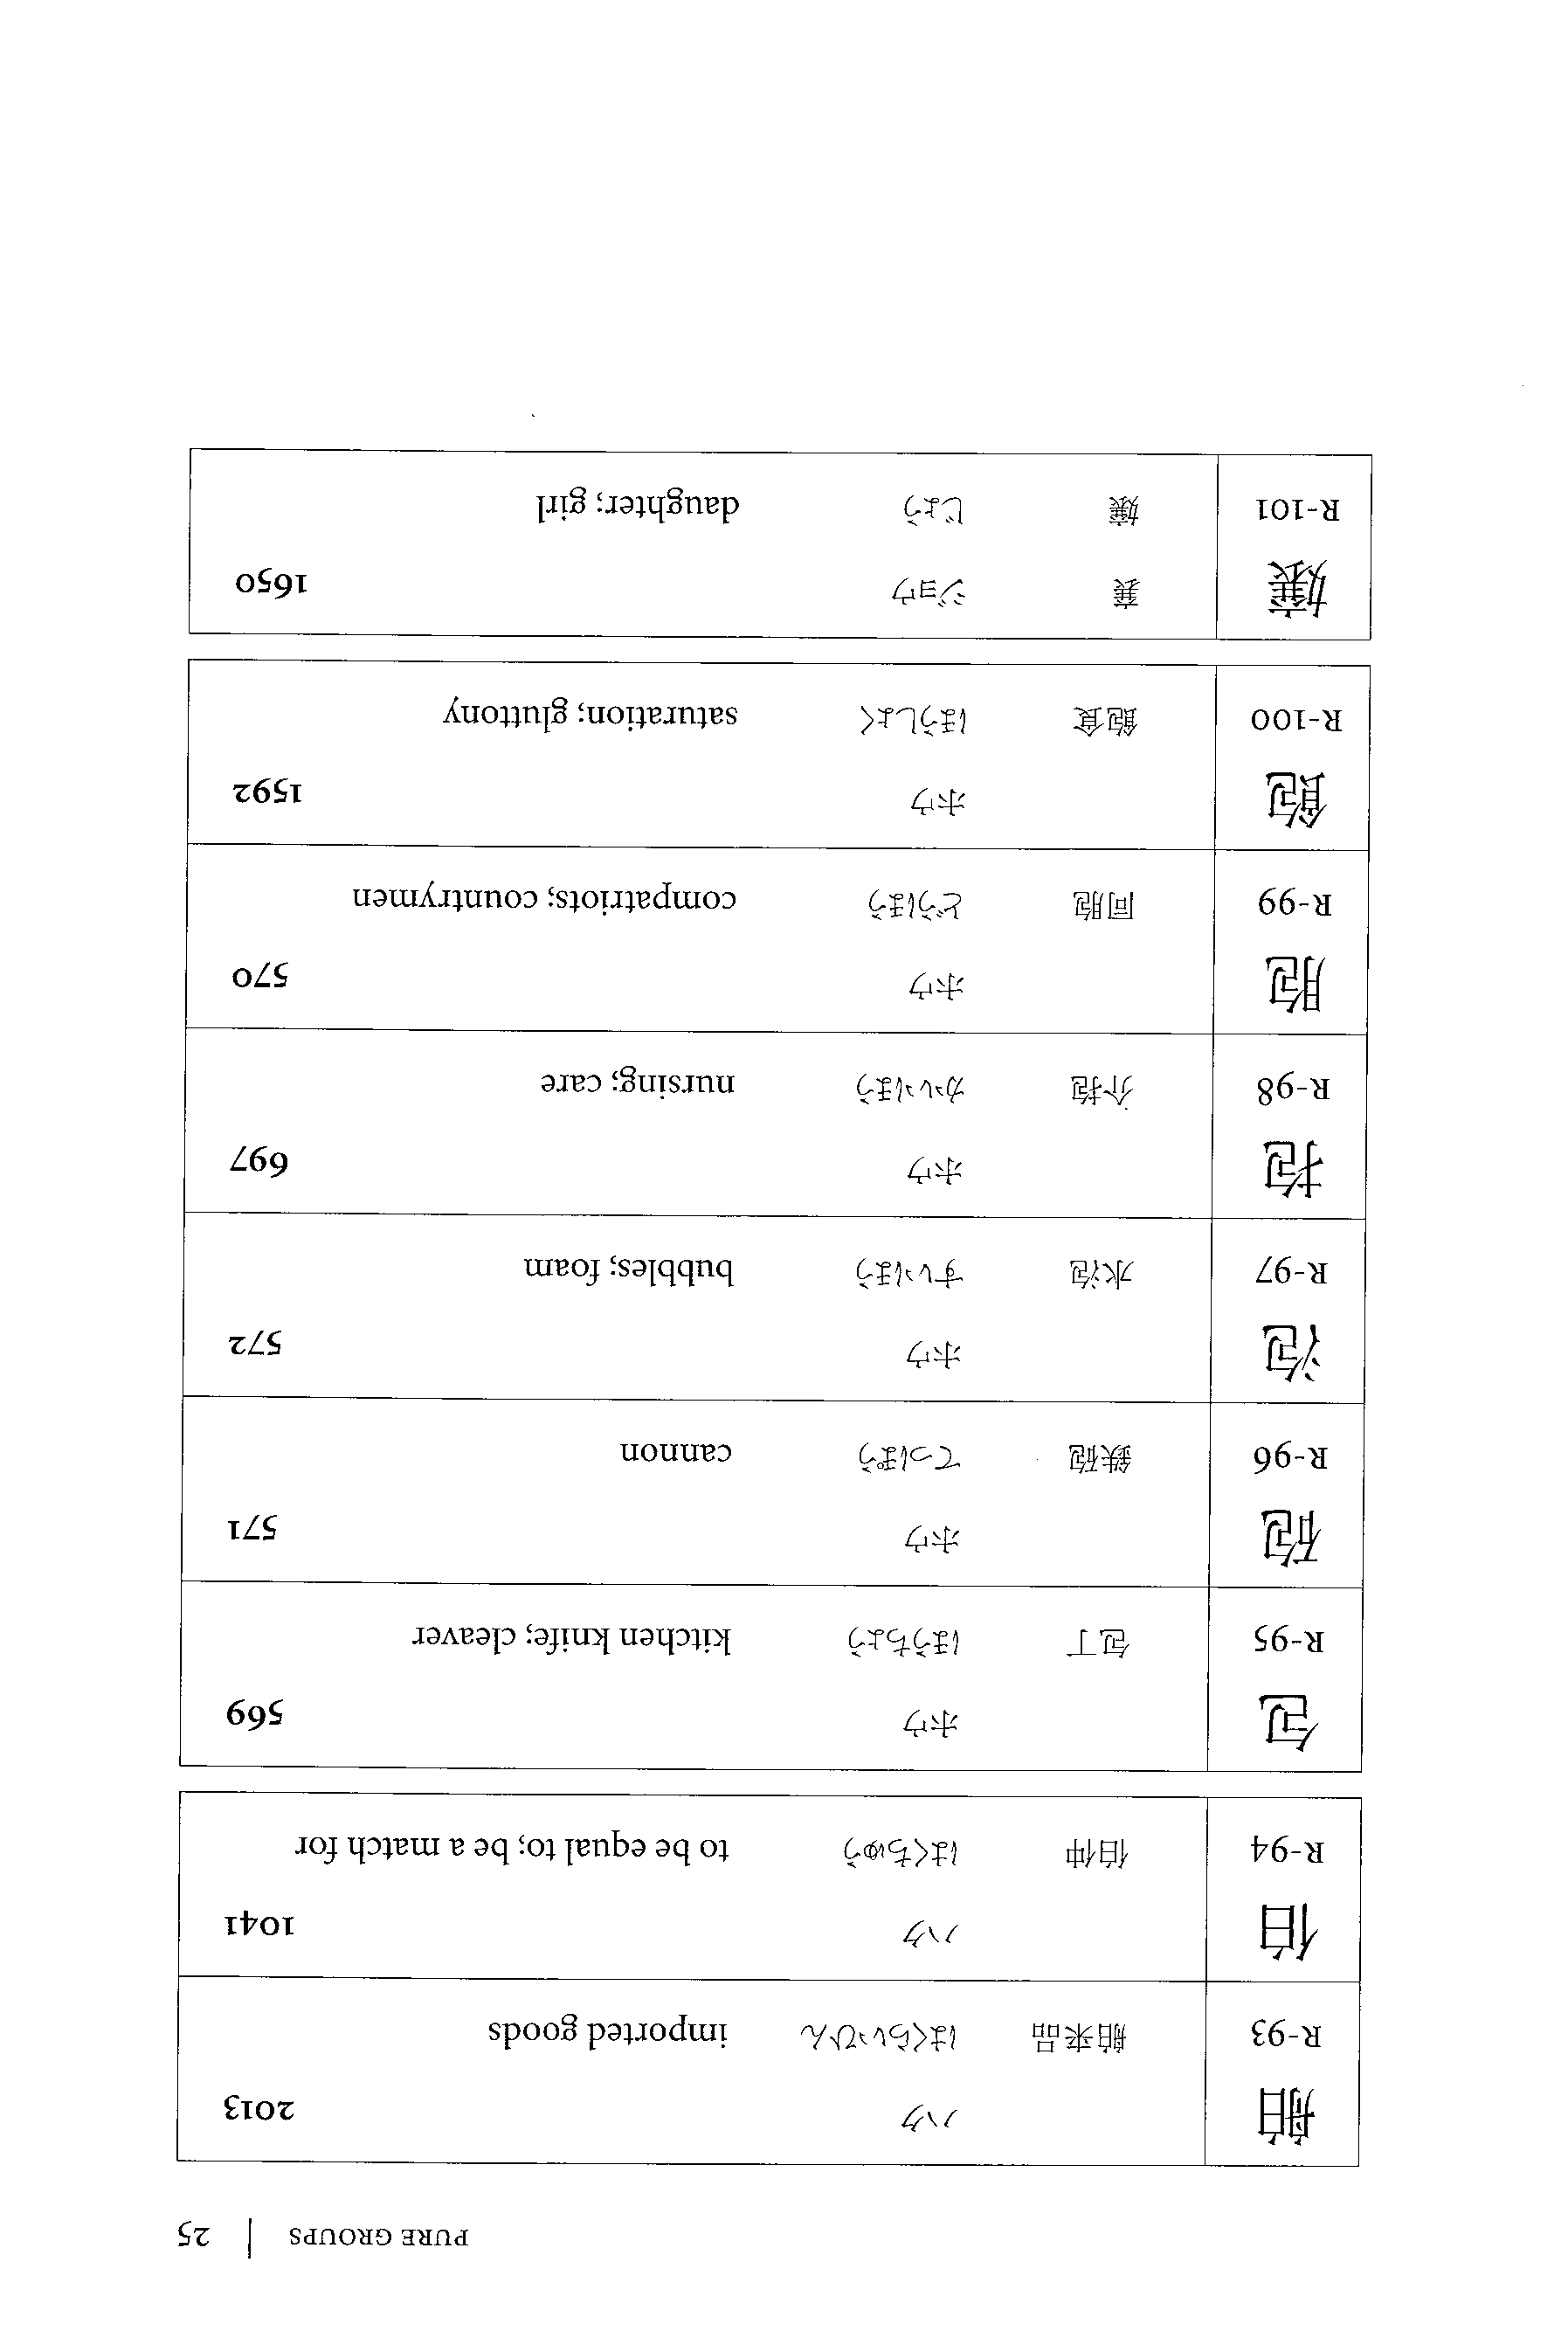 PURE GROUPS | 25
舶 ハク 2013
R-93 舶来品 はくらいひん imported goods
伯 ハク 1041
R-94 伯仲 はくちゅう to be equal to; be a match for
包 ホウ 569
R-95 包丁 ほうちょう kitchen knife; cleaver
砲 ホウ 571
R-96 鉄砲 てっぽう cannon
泡 ホウ 572
R-97 水泡 すいほう bubbles; foam
抱 ホウ 697
R-98 介抱 かいほう nursing; care
胞 ホウ 570
R-99 同胞 どうほう compatriots; countrymen
飽 ホウ 1592
R-100 飽食 ほうしょく saturation; gluttony
嬢 㐮 ジョウ 1650
R-101 嬢 じょう daughter; girl